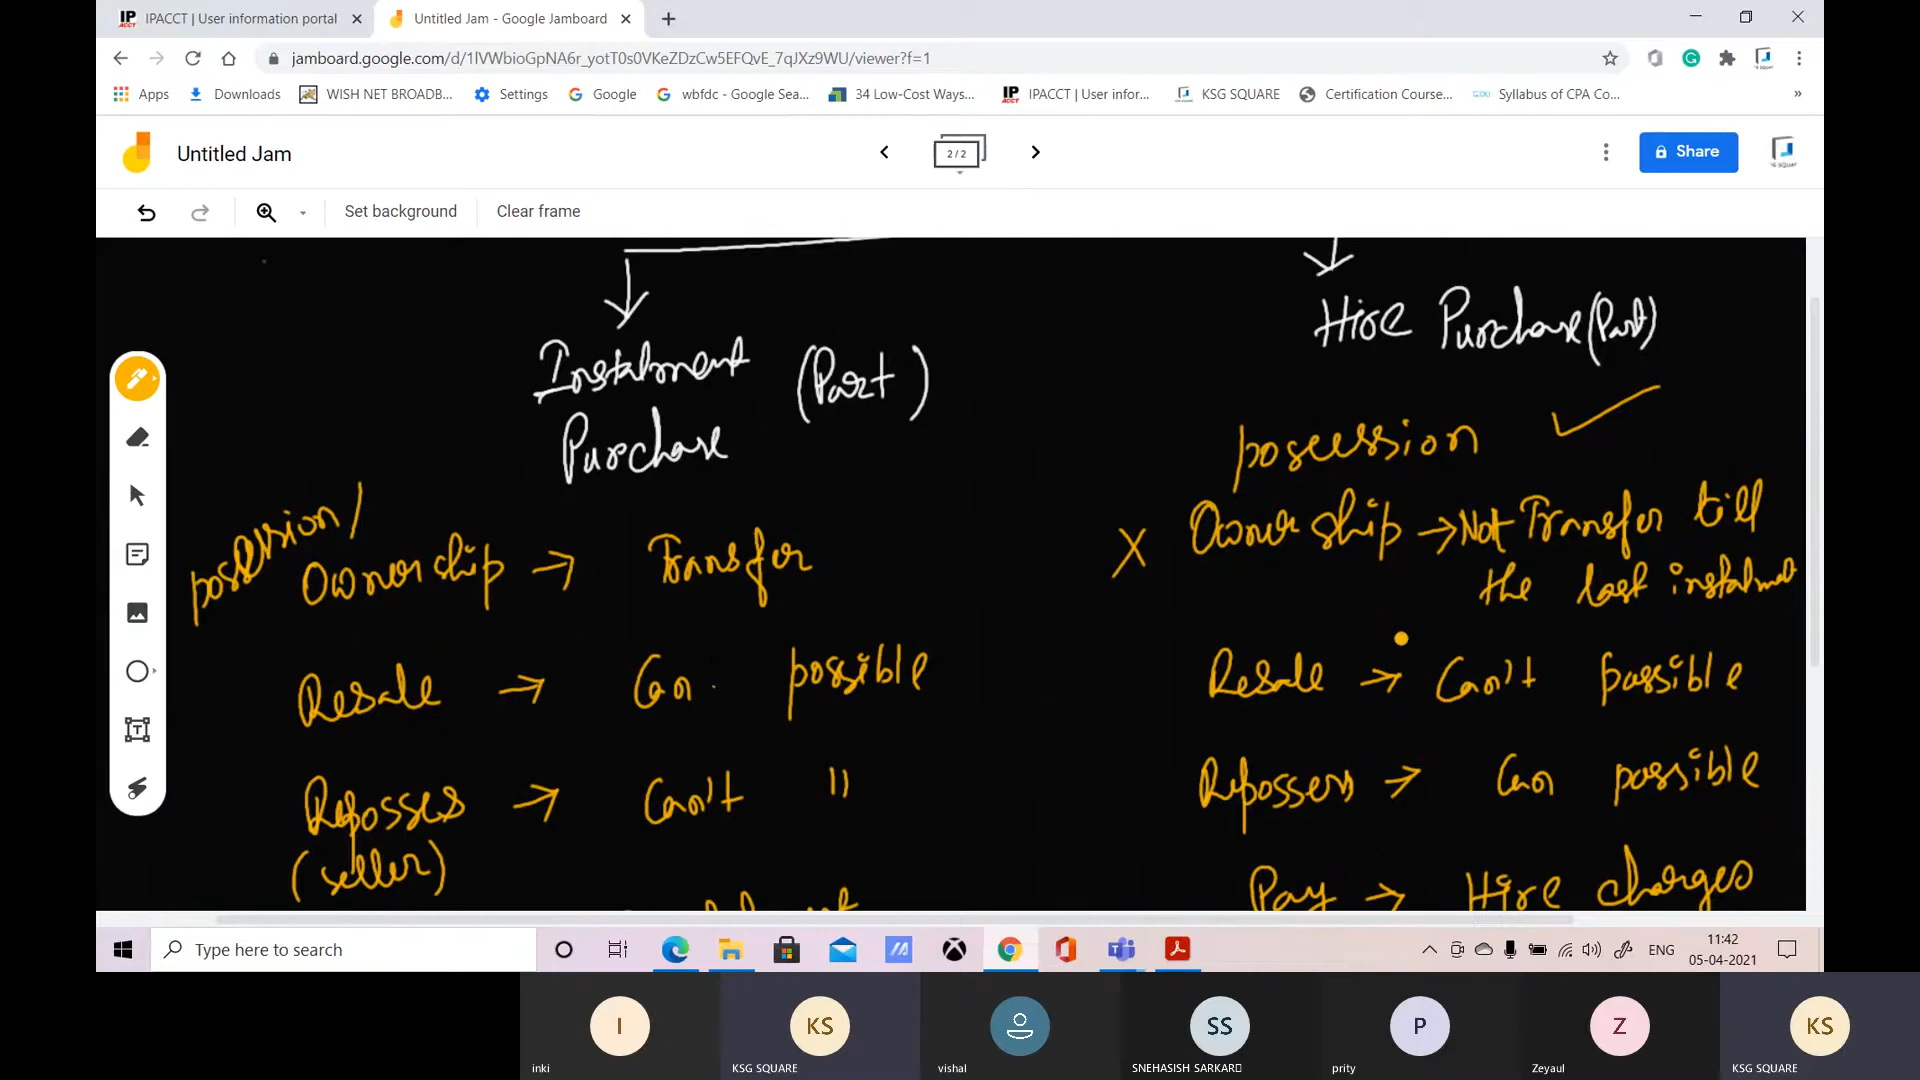 IPACCT | User information portal
Untitled Jam - Google Jamboard
jamboard.google.com/d/1lVWbioGpNA6r_yotT0s0VKeZDzCw5EFQvE_7qJXz9WU/viewer?f=1
Apps Downloads WISH NET BROADB... Settings Google wbfdc - Google Sea... 34 Low-Cost Ways... IPACCT | User infor... KSG SQUARE Certification Course... Syllabus of CPA Co... »
Untitled Jam
2 / 2
Share
Set background Clear frame
Instalment (Part)
Purchase
possession/
Ownership → Transfer
Resale → Can possible
Reposses → Can't "
(seller)
Hire Purchase (Part)
posession ✓
X Ownership → Not Transfer till
the last instalment
Resale → Can't possible
Repossess → Can possible
Pay → Hire charges
Type here to search
ENG
11:42
05-04-2021
I KS SS P Z KS
inki KSG SQUARE vishal SNEHASISH SARKAR prity Zeyaul KSG SQUARE